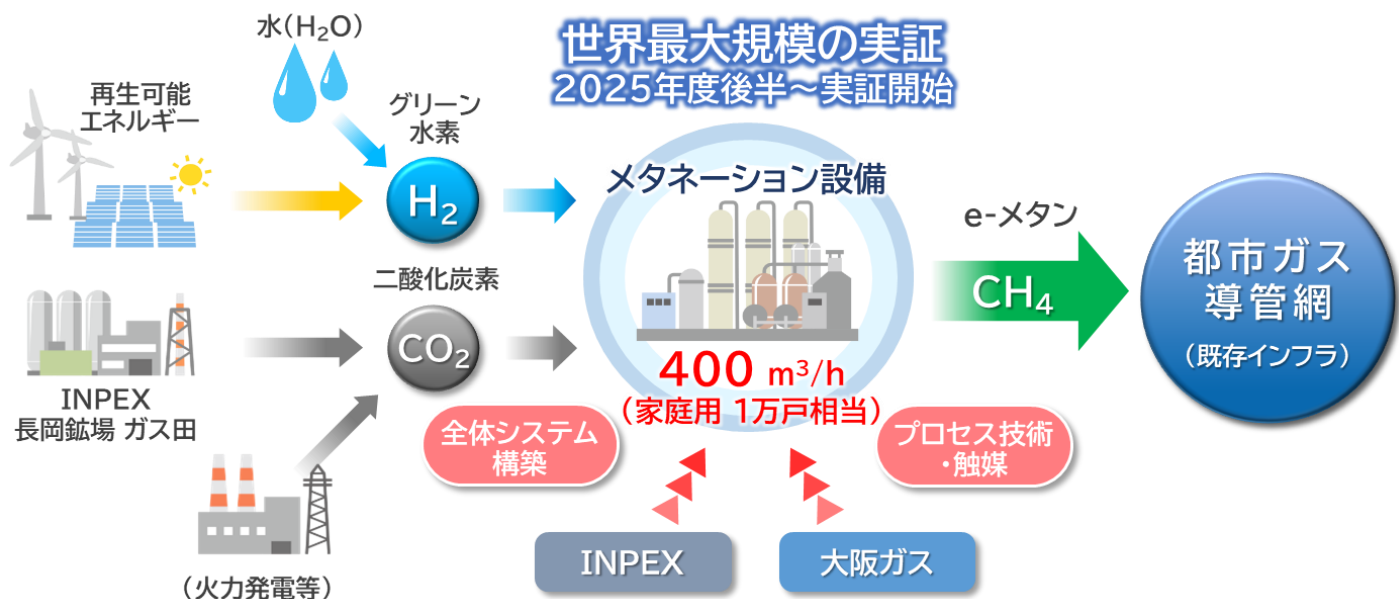 水(H₂O)
世界最大規模の実証
2025年度後半～実証開始
再生可能
エネルギー
グリーン
水素
H₂
メタネーション設備
e-メタン
CH₄
都市ガス
導管網
(既存インフラ)
二酸化炭素
CO₂
INPEX
長岡鉱場 ガス田
400 m³/h
(家庭用 1万戸相当)
全体システム
構築
プロセス技術
・触媒
INPEX
大阪ガス
(火力発電等)